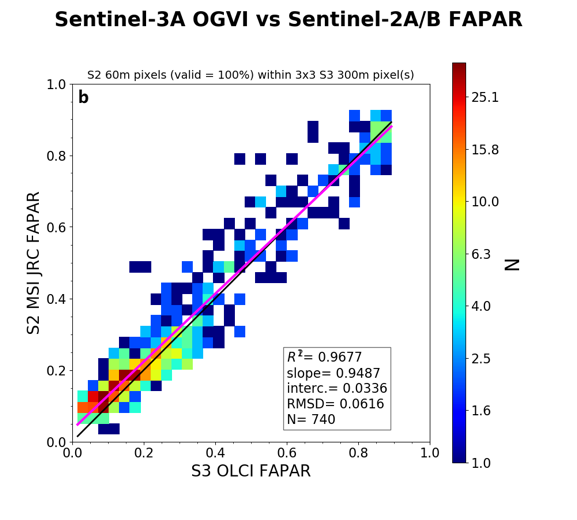 Sentinel-3A OGVI vs Sentinel-2A/B FAPAR
S2 60m pixels (valid = 100%) within 3x3 S3 300m pixel(s)
b
1.0
0.8
0.6
0.4
0.2
0.0
S2 MSI JRC FAPAR
R²= 0.9677
slope= 0.9487
interc.= 0.0336
RMSD= 0.0616
N= 740
0.0 0.2 0.4 0.6 0.8 1.0
S3 OLCI FAPAR
25.1
15.8
10.0
6.3
4.0
2.5
1.6
1.0
N